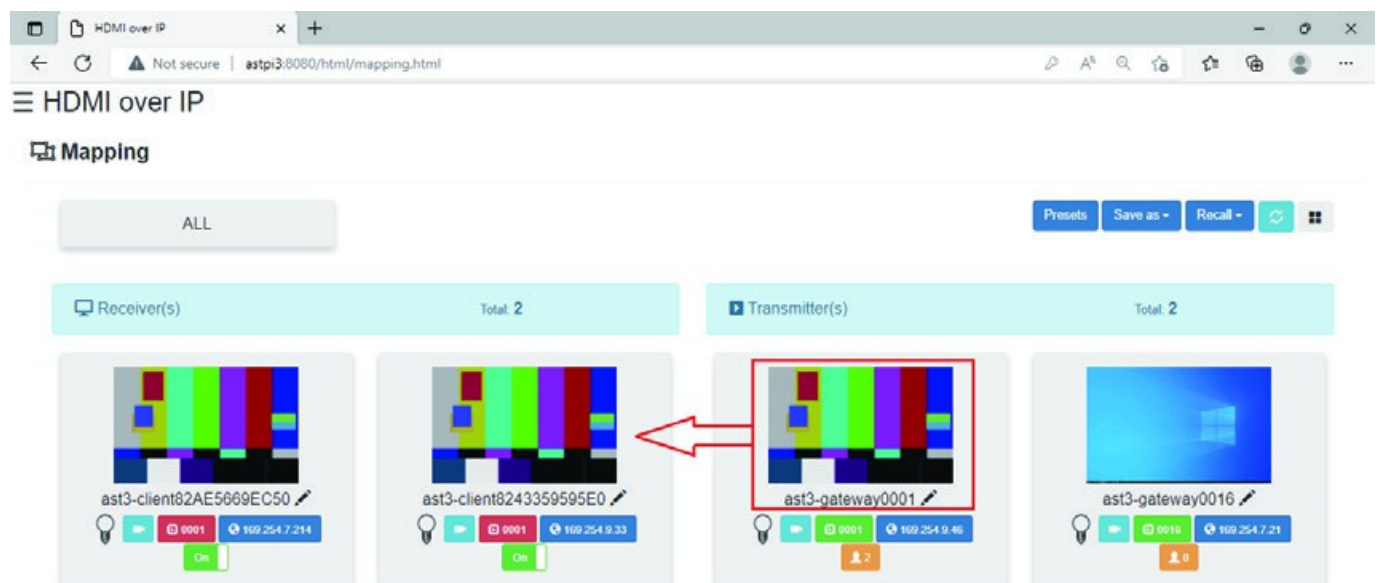 HDMI over IP
Not secure | astpi3:8080/html/mapping.html
HDMI over IP
Mapping
ALL
Presets Save as Recall
Receiver(s) Total: 2 Transmitter(s) Total: 2
ast3-client82AE5669EC50 ast3-client8243359595E0 ast3-gateway0001 ast3-gateway0016
0001 169.254.7.214 0001 169.254.9.33 0001 169.254.9.46 0016 169.254.7.21
On On 2 0